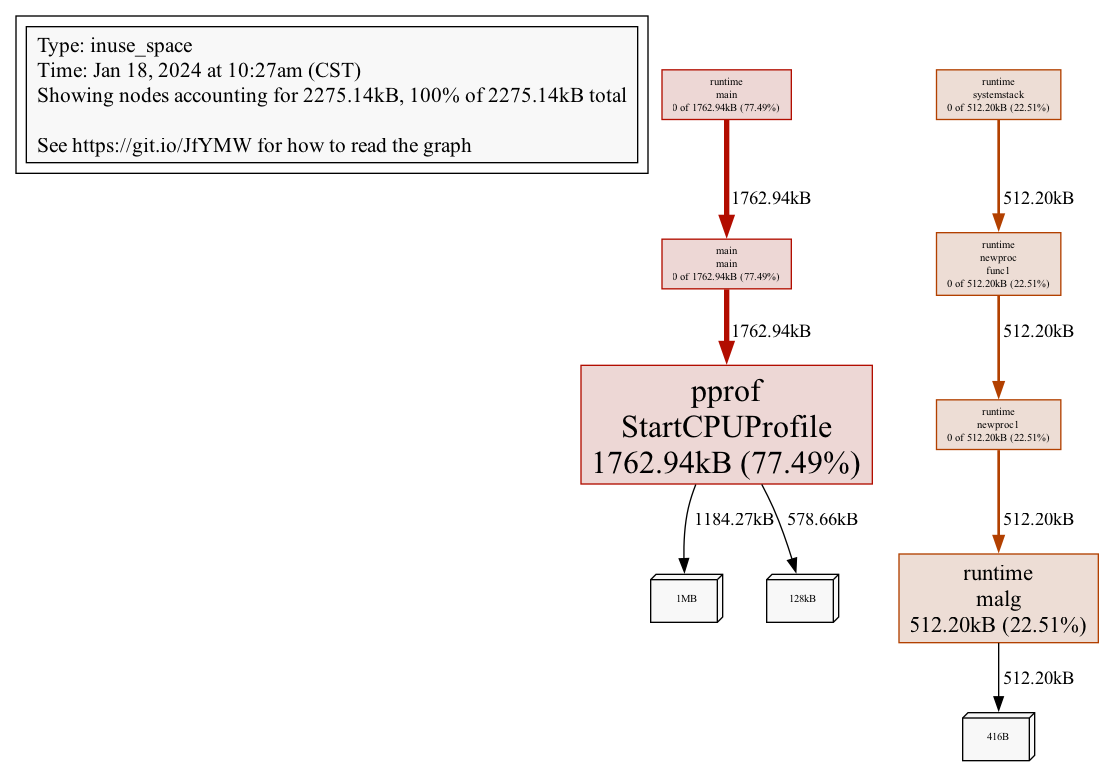 Type: inuse_space
Time: Jan 18, 2024 at 10:27am (CST)
Showing nodes accounting for 2275.14kB, 100% of 2275.14kB total
See https://git.io/JfYMW for how to read the graph
runtime
main
0 of 1762.94kB (77.49%)
1762.94kB
main
main
0 of 1762.94kB (77.49%)
1762.94kB
pprof
StartCPUProfile
1762.94kB (77.49%)
1184.27kB
578.66kB
1MB
128kB
runtime
systemstack
0 of 512.20kB (22.51%)
512.20kB
runtime
newproc
func1
0 of 512.20kB (22.51%)
512.20kB
runtime
newproc1
0 of 512.20kB (22.51%)
512.20kB
runtime
malg
512.20kB (22.51%)
512.20kB
416B